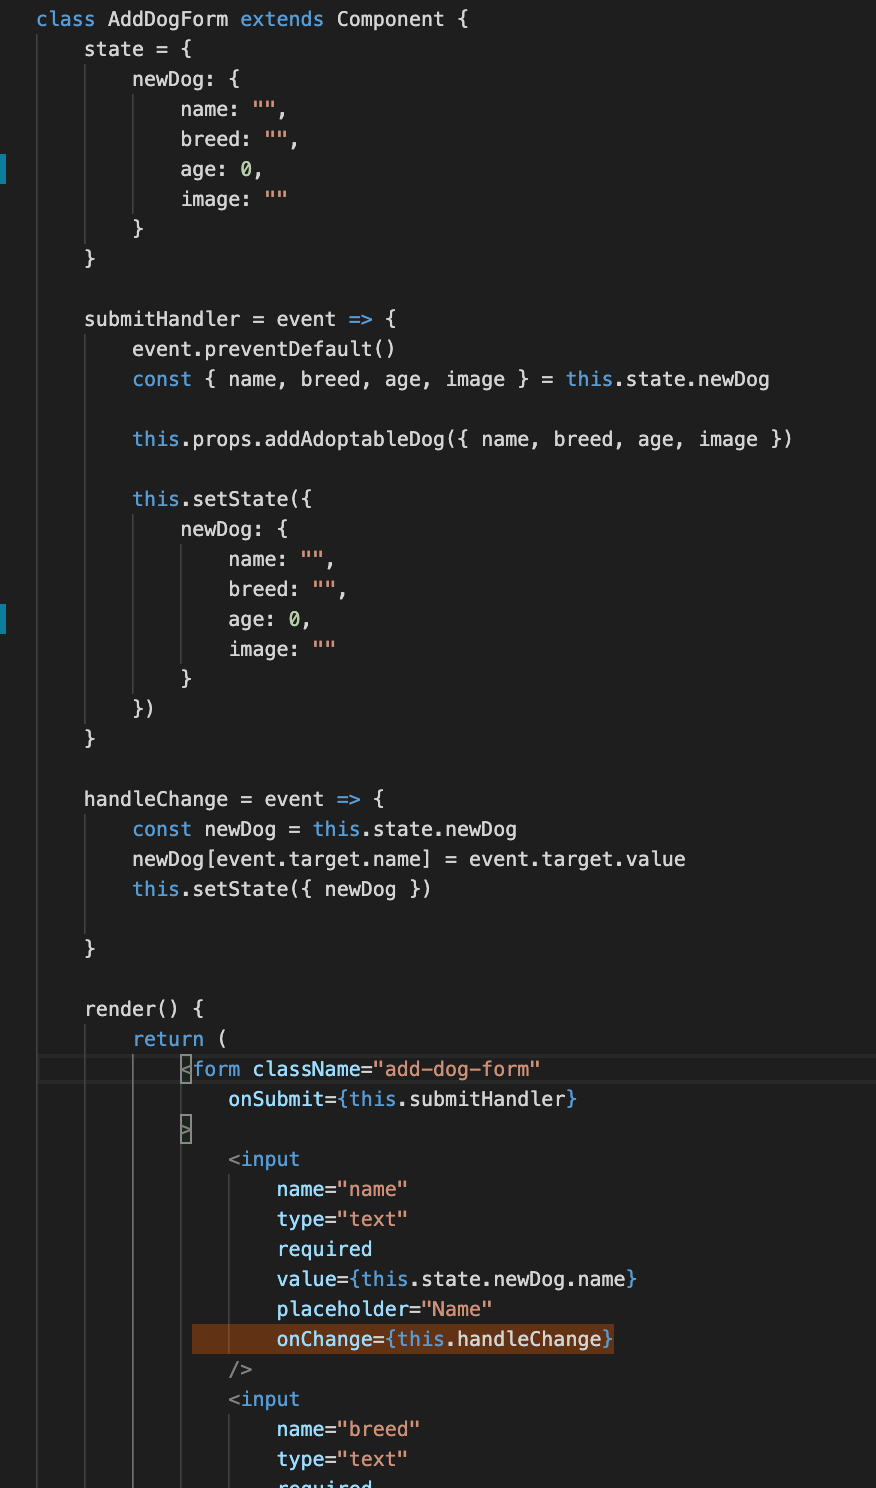 class AddDogForm extends Component {
    state = {
        newDog: {
            name: "",
            breed: "",
            age: 0,
            image: ""
        }
    }

    submitHandler = event => {
        event.preventDefault()
        const { name, breed, age, image } = this.state.newDog

        this.props.addAdoptableDog({ name, breed, age, image })

        this.setState({
            newDog: {
                name: "",
                breed: "",
                age: 0,
                image: ""
            }
        })
    }

    handleChange = event => {
        const newDog = this.state.newDog
        newDog[event.target.name] = event.target.value
        this.setState({ newDog })

    }

    render() {
        return (
            <form className="add-dog-form"
                onSubmit={this.submitHandler}
            >
                <input
                    name="name"
                    type="text"
                    required
                    value={this.state.newDog.name}
                    placeholder="Name"
                    onChange={this.handleChange}
                />
                <input
                    name="breed"
                    type="text"
                    required